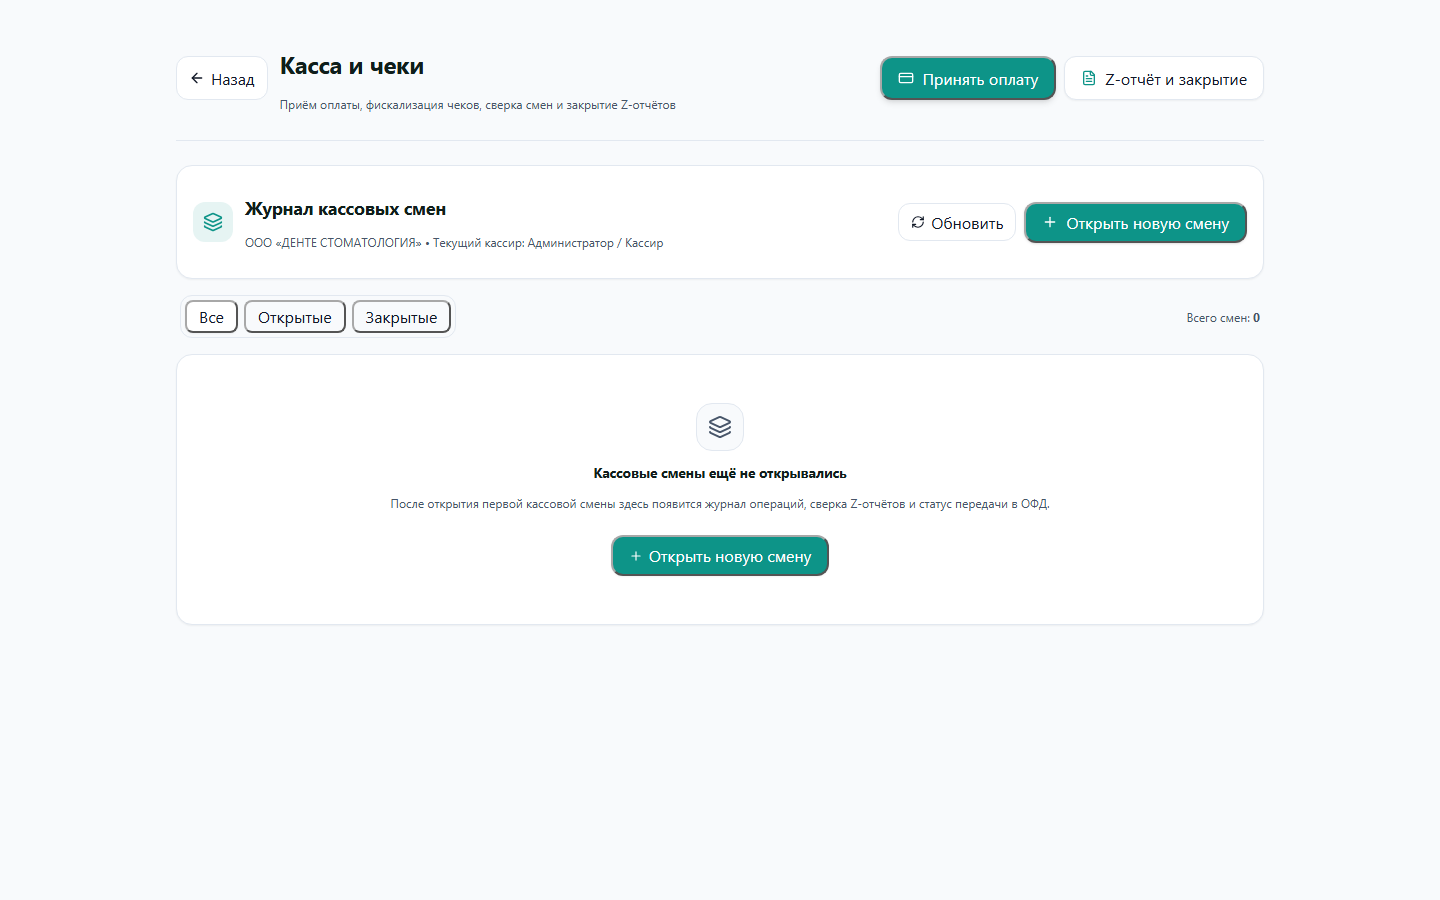 Назад
Касса и чеки
Приём оплаты, фискализация чеков, сверка смен и закрытие Z-отчётов
Принять оплату
Z-отчёт и закрытие
Журнал кассовых смен
ООО «ДЕНТЕ СТОМАТОЛОГИЯ» • Текущий кассир: Администратор / Кассир
Обновить
Открыть новую смену
Все
Открытые
Закрытые
Всего смен: 0
Кассовые смены ещё не открывались
После открытия первой кассовой смены здесь появится журнал операций, сверка Z-отчётов и статус передачи в ОФД.
Открыть новую смену